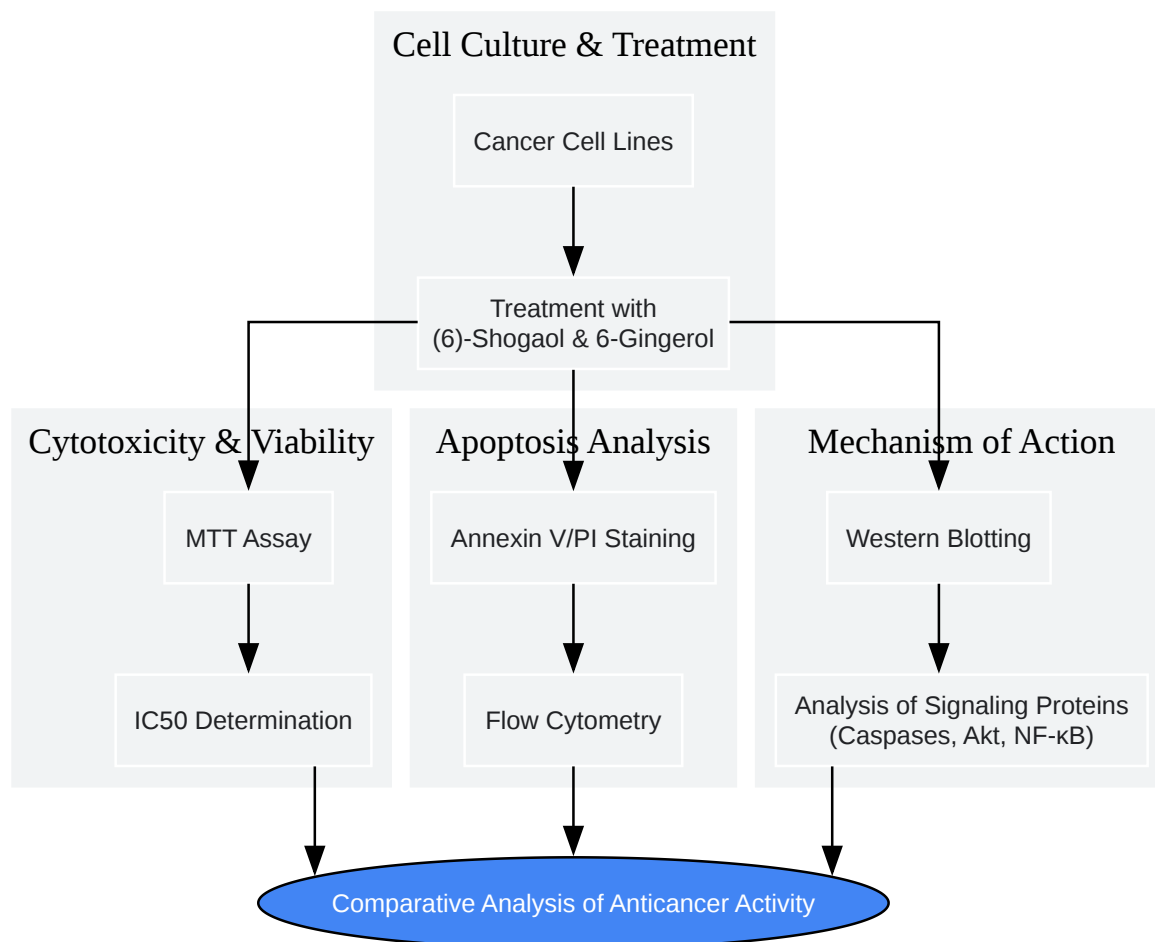 Cell Culture & Treatment
Cancer Cell Lines
Treatment with
(6)-Shogaol & 6-Gingerol
Cytotoxicity & Viability
Apoptosis Analysis
Mechanism of Action
MTT Assay
Annexin V/PI Staining
Western Blotting
IC50 Determination
Flow Cytometry
Analysis of Signaling Proteins
(Caspases, Akt, NF-κB)
Comparative Analysis of Anticancer Activity